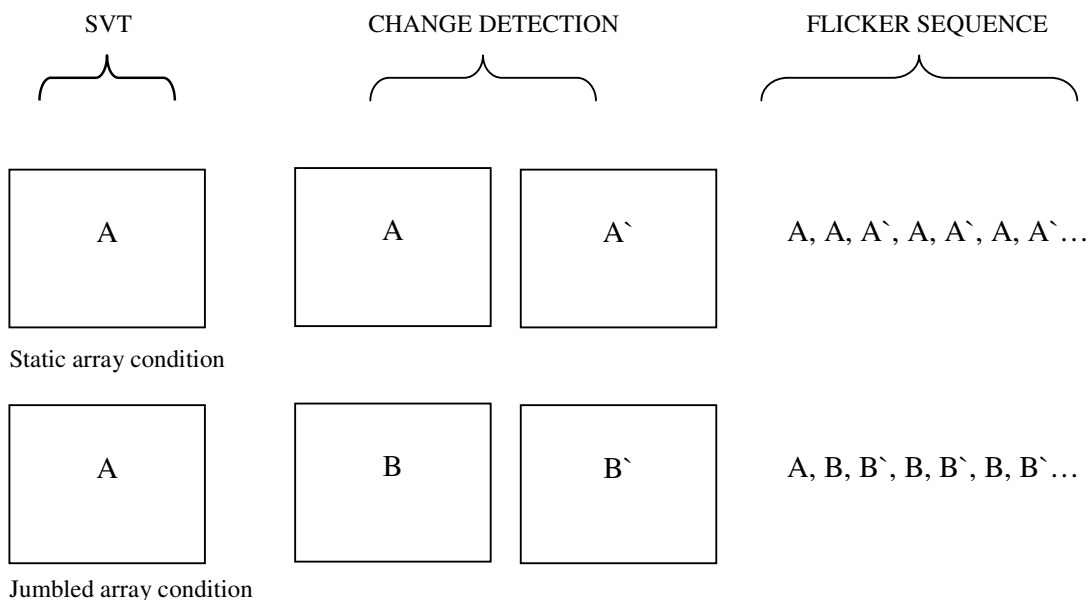 SVT CHANGE DETECTION FLICKER SEQUENCE
A A A` A, A, A`, A, A`, A, A`…
Static array condition
A B B` A, B, B`, B, B`, B, B`…
Jumbled array condition